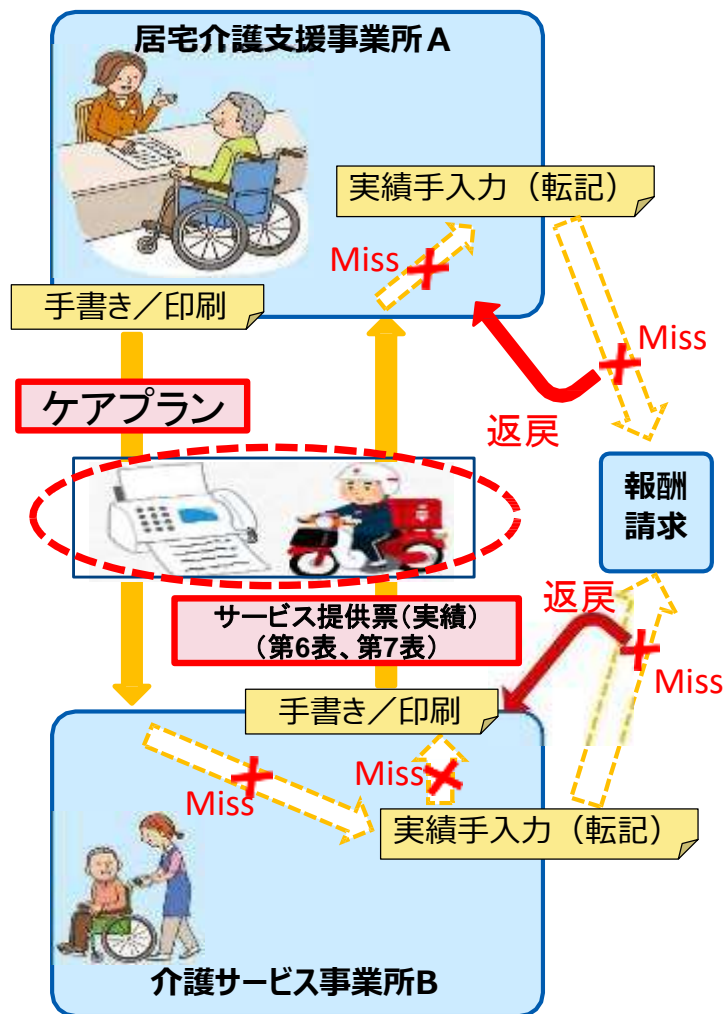 居宅介護支援事業所A
実績手入力（転記）
Miss
手書き／印刷
Miss
ケアプラン
返戻
報酬
請求
サービス提供票（実績）
（第6表、第7表）
返戻
Miss
手書き／印刷
Miss
Miss
実績手入力（転記）
介護サービス事業所B